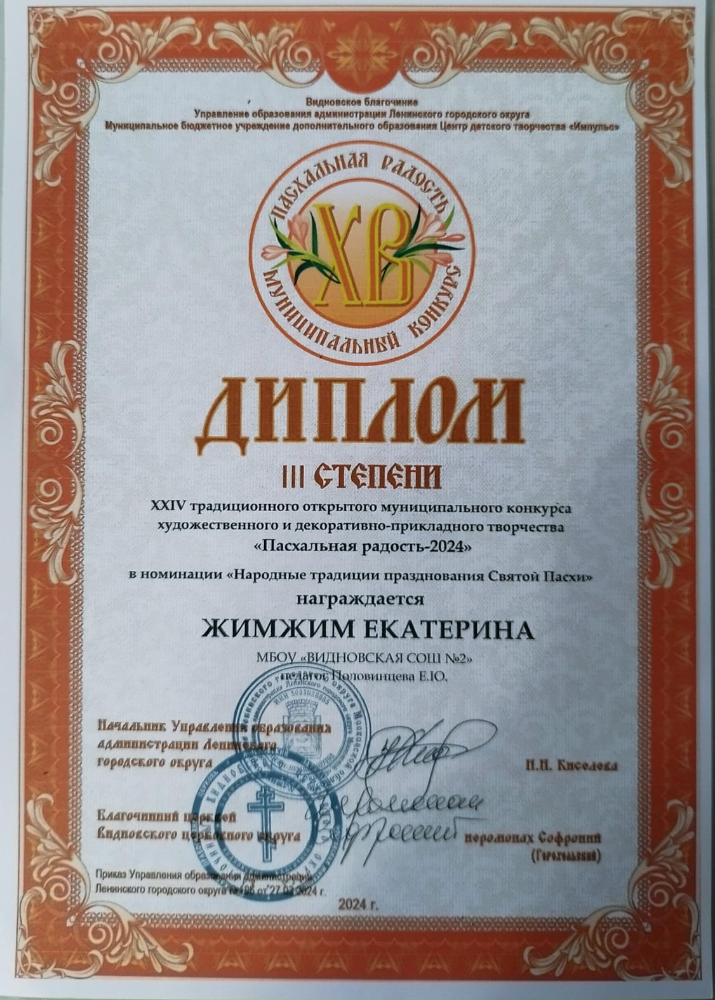 Видновское благочиние
Управление образования администрации Ленинского городского округа
Муниципальное Бюджетное учреждение дополнительного образования Центр детского творчества «Импульс»
ПАСХАЛЬНАЯ РАДОСТЬ
ХВ
МУНИЦИПАЛЬНЫЙ КОНКУРС
ДИПЛОМ
III СТЕПЕНИ
XXIV традиционного открытого муниципального конкурса
художественного и декоративно-прикладного творчества
«Пасхальная радость-2024»
в номинации «Народные традиции празднования Святой Пасхи»
награждается
ЖИМЖИМ ЕКАТЕРИНА
МБОУ «ВИДНОВСКАЯ СОШ №2»
педагог Половинцева Е.Ю.
ИНН 5003028885
Начальник Управления образования
администрации Ленинского
городского округа
Н.Н. Киселева
Благочинный церквей
Видновского церковного округа
иеромонах Софроний
(Горохольский)
Приказ Управления образования администрации
Ленинского городского округа от 27.03.2024 г.
2024 г.